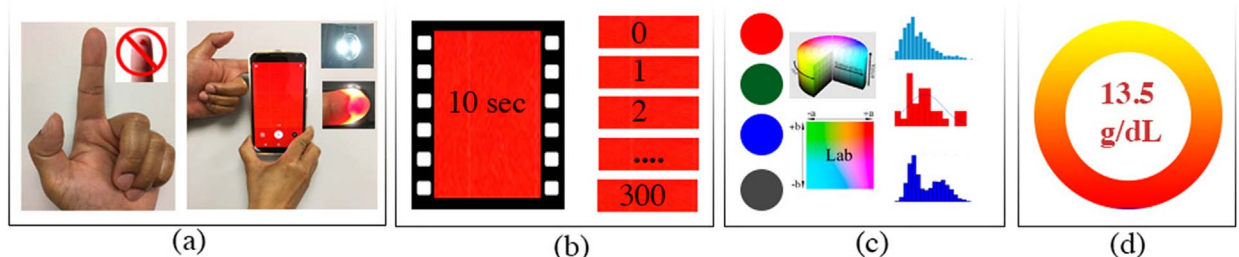 10 sec
0
1
2
....
300
-a
+a
+b
Lab
-b
13.5
g/dL
(a)
(b)
(c)
(d)